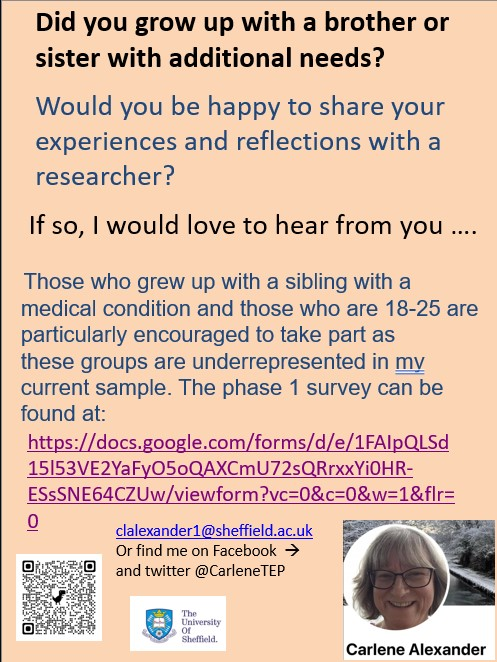 Did you grow up with a brother or
sister with additional needs?
Would you be happy to share your
experiences and reflections with a
researcher?
If so, I would love to hear from you ....
Those who grew up with a sibling with a
medical condition and those who are 18-25 are
particularly encouraged to take part as
these groups are underrepresented in my
current sample. The phase 1 survey can be
found at:
https://docs.google.com/forms/d/e/1FAIpQLSd
15l53VE2YaFyO5oQAXCmU72sQRrxxYi0HR-
ESsSNE64CZUw/viewform?vc=0&c=0&w=1&flr=
0
clalexander1@sheffield.ac.uk
Or find me on Facebook →
and twitter @CarleneTEP
The
University
Of
Sheffield.
Carlene Alexander